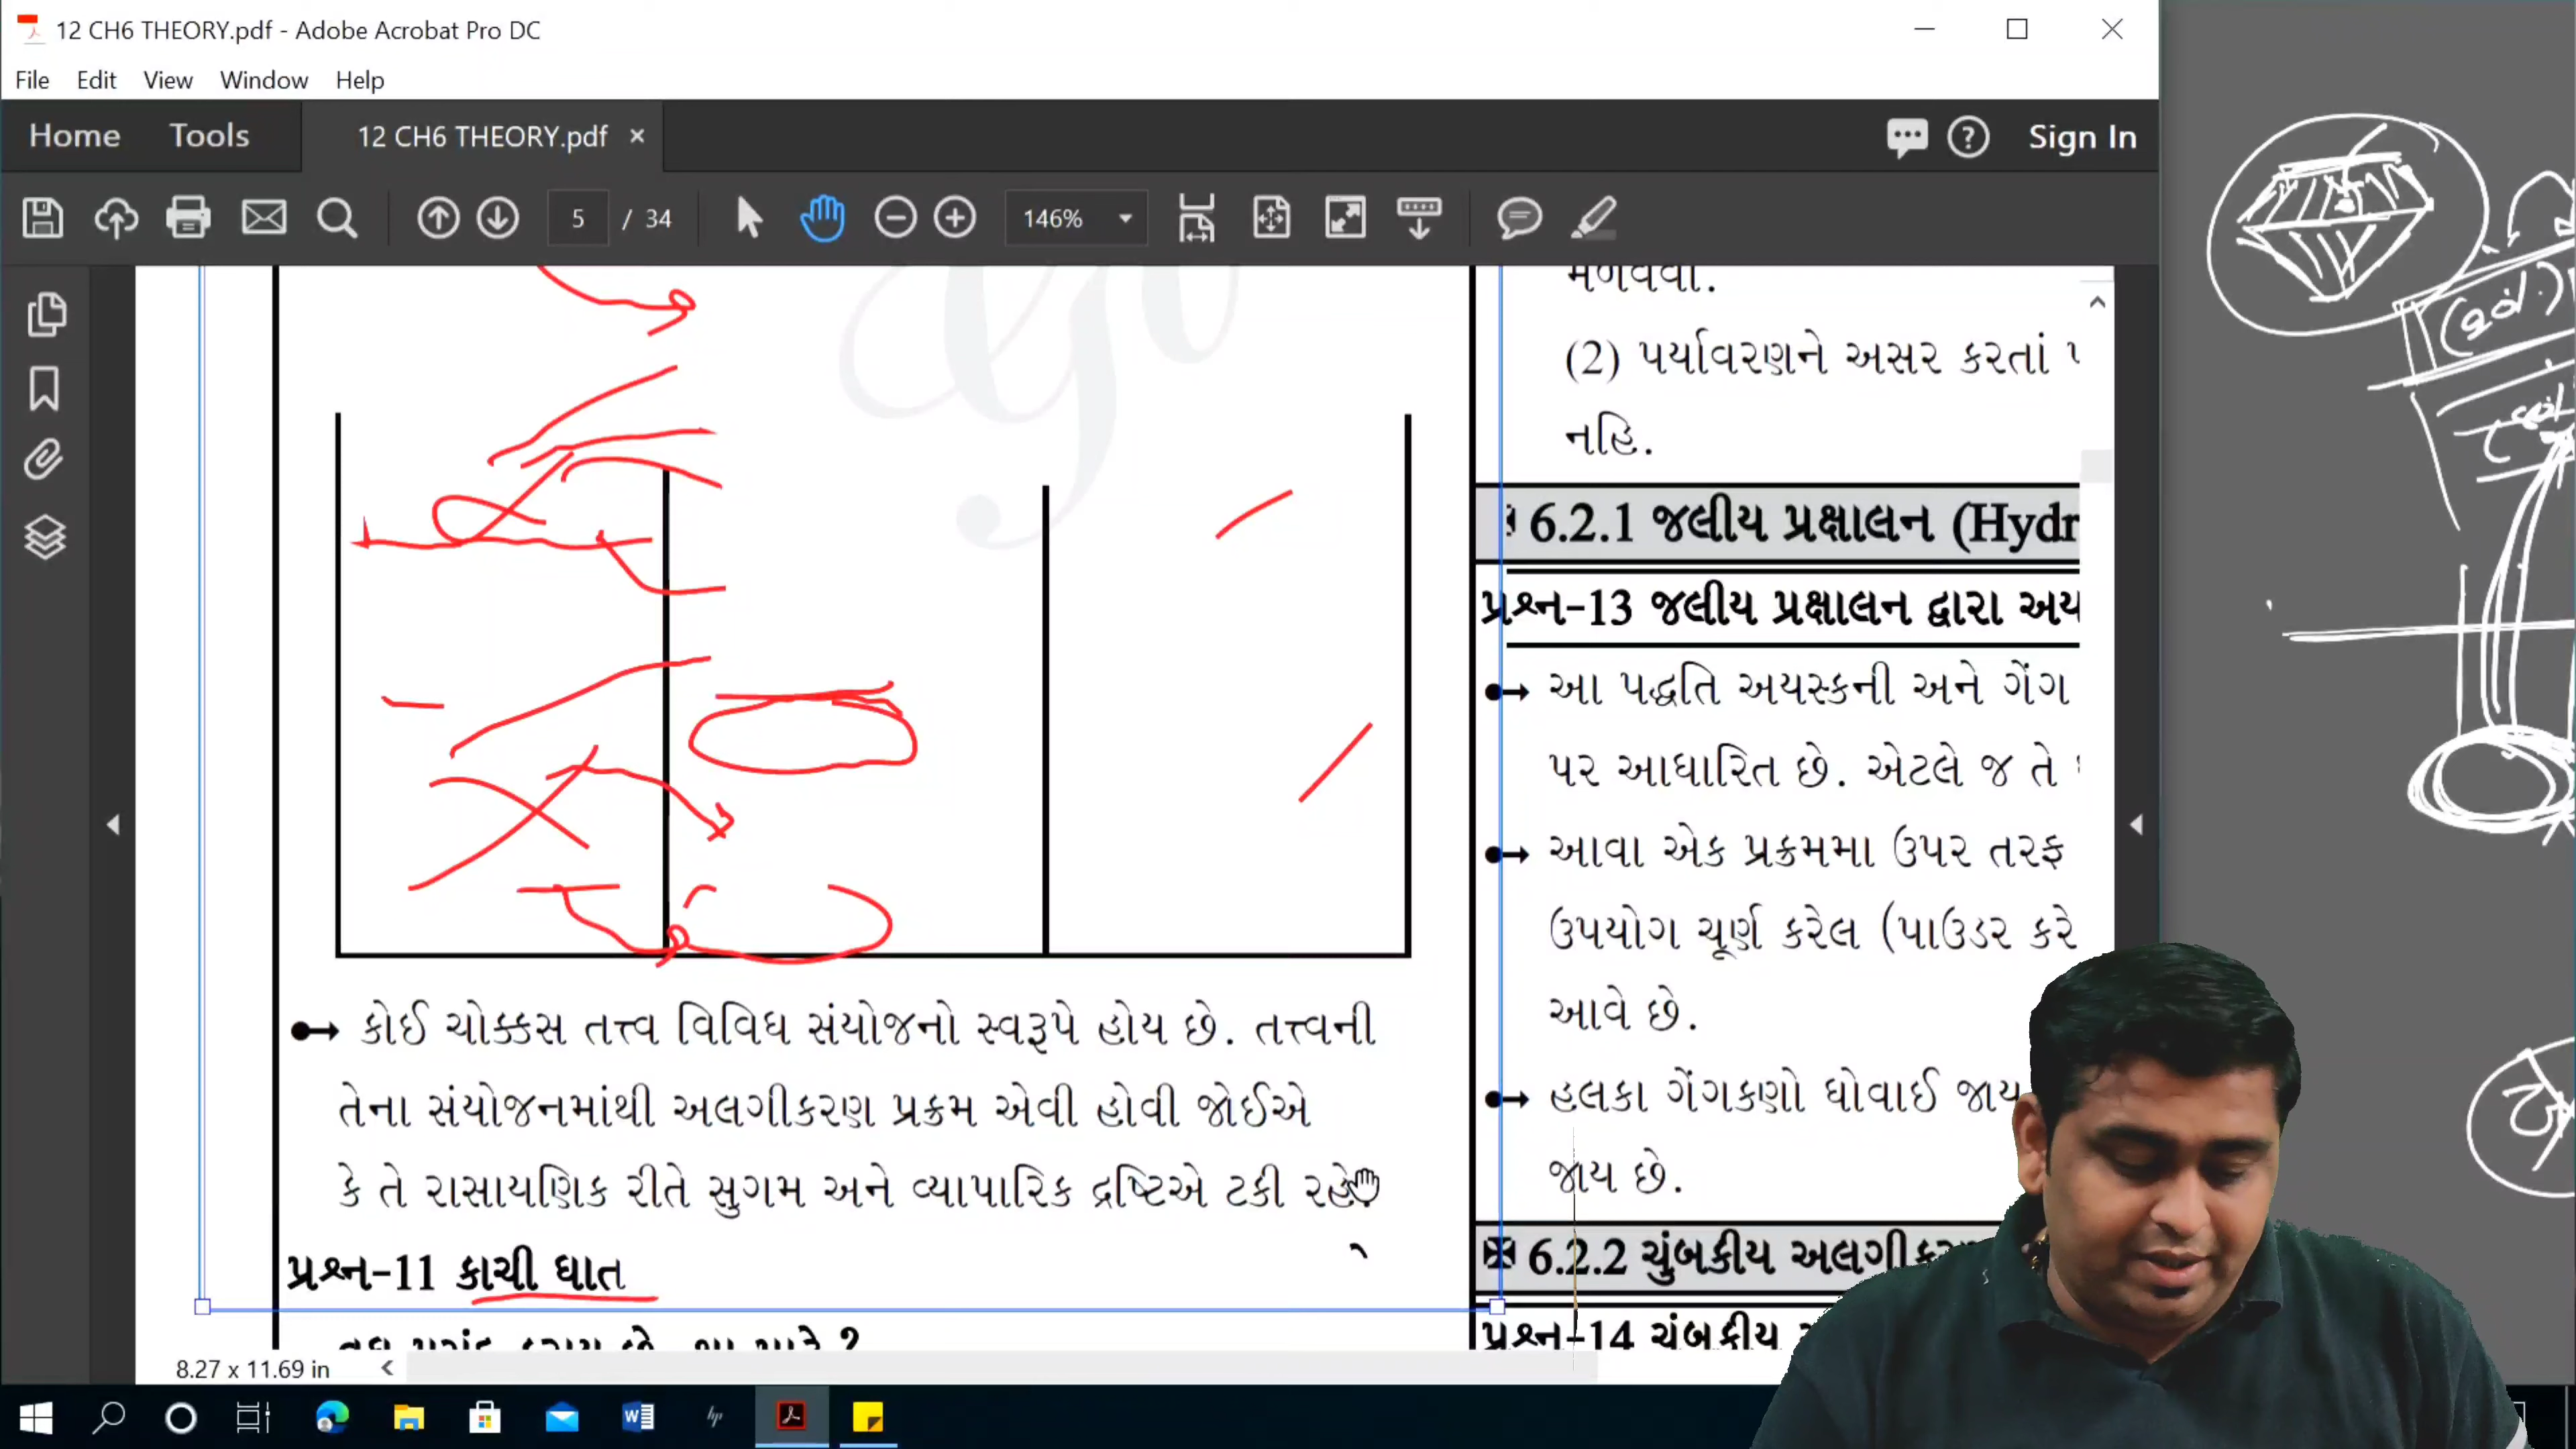 12 CH6 THEORY.pdf - Adobe Acrobat Pro DC
File Edit View Window Help
Home Tools 12 CH6 THEORY.pdf × Sign In
5 / 34 146%
મેળવવા.
(2) પર્યાવરણને અસર કરતાં
નહિ.
6.2.1 જલીય પ્રક્ષાલન (Hydr
પ્રશ્ન-13 જલીય પ્રક્ષાલન દ્વારા અય
આ પદ્ધતિ અયસ્કની અને ગેંગ
પર આધારિત છે. એટલે જ તે
આવા એક પ્રક્રમમા ઉપર તરફ
ઉપયોગ ચૂર્ણ કરેલ (પાઉડર કરે
આવે છે.
હલકા ગેંગકણો ધોવાઈ જાય
જાય છે.
6.2.2 ચુંબકીય અલગીકર
પ્રશ્ન-14 ચુંબકીય
કોઈ ચોક્કસ તત્ત્વ વિવિધ સંયોજનો સ્વરૂપે હોય છે. તત્ત્વની
તેના સંયોજનમાંથી અલગીકરણ પ્રક્રમ એવી હોવી જોઈએ
કે તે રાસાયણિક રીતે સુગમ અને વ્યાપારિક દ્રષ્ટિએ ટકી રહે
પ્રશ્ન-11 કાચી ધાત
8.27 x 11.69 in